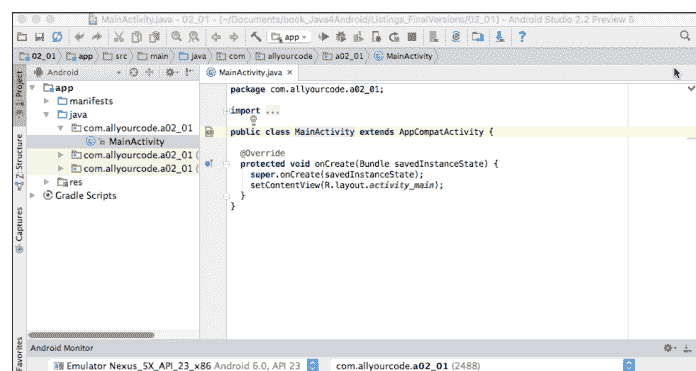 MainActivity.java - 02_01 - [~/Documents/book_Java4Android/Listings_FinalVersions/02_01] - Android Studio 2.2 Preview 5
app
02_01 app src main java com allyourcode a02_01 MainActivity
Android
MainActivity.java ×
1: Project
Z: Structure
Captures
Favorites
app
manifests
java
com.allyourcode.a02_01
MainActivity
com.allyourcode.a02_01 (
com.allyourcode.a02_01 (
res
Gradle Scripts
package com.allyourcode.a02_01;
import ...
public class MainActivity extends AppCompatActivity {
@Override
protected void onCreate(Bundle savedInstanceState) {
super.onCreate(savedInstanceState);
setContentView(R.layout.activity_main);
}
}
Android Monitor
Emulator Nexus_5X_API_23_x86 Android 6.0, API 23
com.allyourcode.a02_01 (2488)